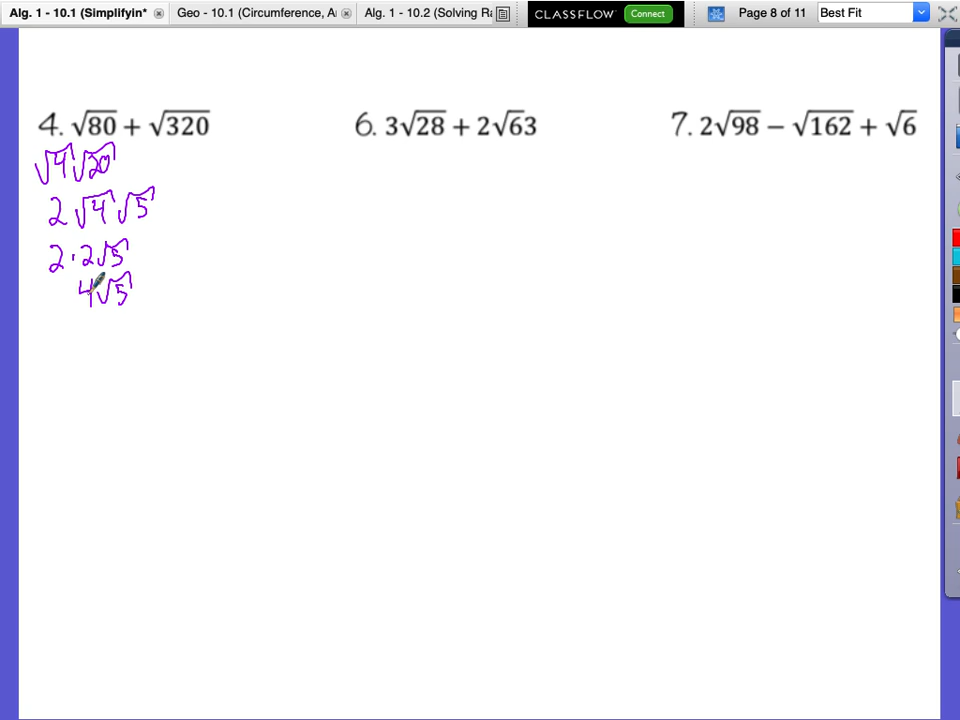 Alg. 1 - 10.1 (Simplifyin* Geo - 10.1 (Circumference, A Alg. 1 - 10.2 (Solving Ra CLASSFLOW Connect Page 8 of 11 Best Fit
4. √80 + √320 6. 3√28 + 2√63 7. 2√98 − √162 + √6
√4√20
2 √4 √5
2 · 2√5
4√5